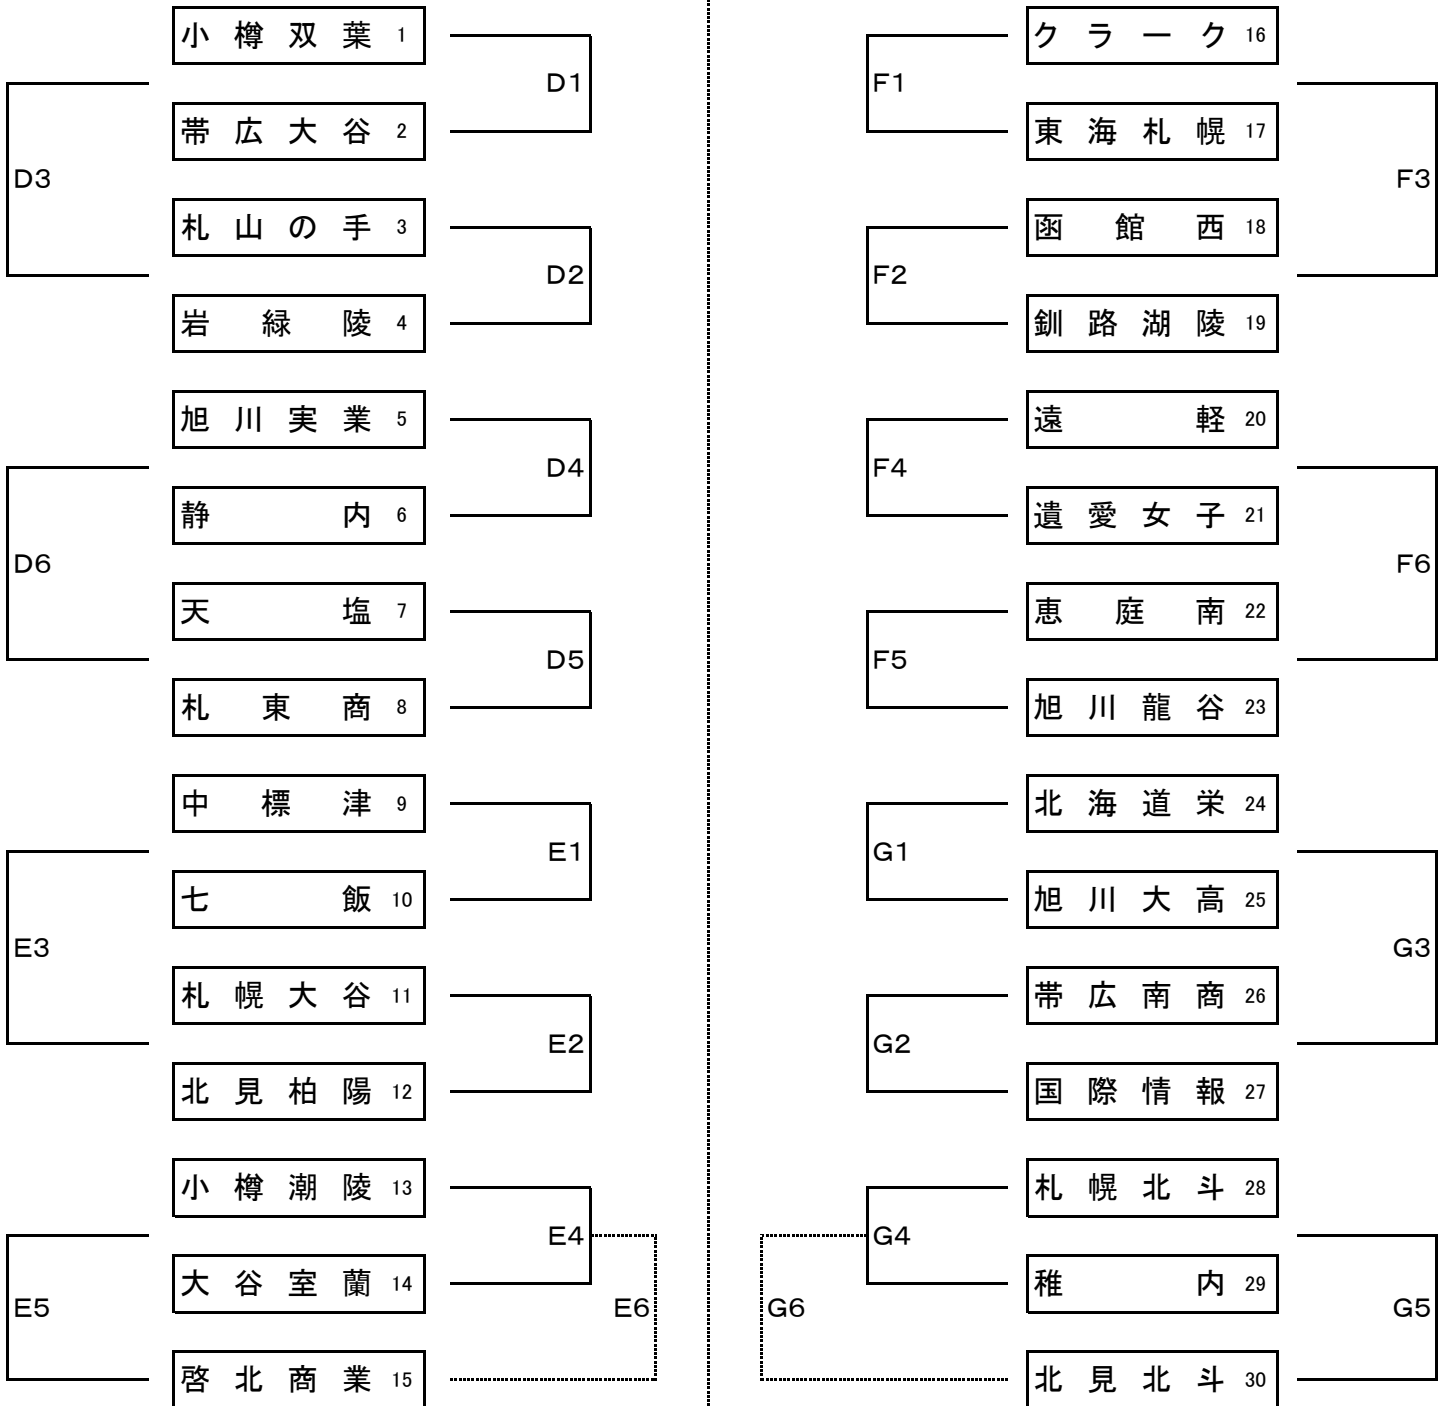 小樽双葉 1
D1
帯広大谷 2
D3
札山の手 3
D2
岩緑陵 4
旭川実業 5
D4
静内 6
D6
天塩 7
D5
札東商 8
中標津 9
E1
七飯 10
E3
札幌大谷 11
E2
北見柏陽 12
小樽潮陵 13
E4
大谷室蘭 14
E5
E6
啓北商業 15
クラーク 16
F1
東海札幌 17
F3
函館西 18
F2
釧路湖陵 19
遠軽 20
F4
遺愛女子 21
F6
恵庭南 22
F5
旭川龍谷 23
北海道栄 24
G1
旭川大高 25
G3
帯広南商 26
G2
国際情報 27
札幌北斗 28
G4
稚内 29
G6
G5
北見北斗 30